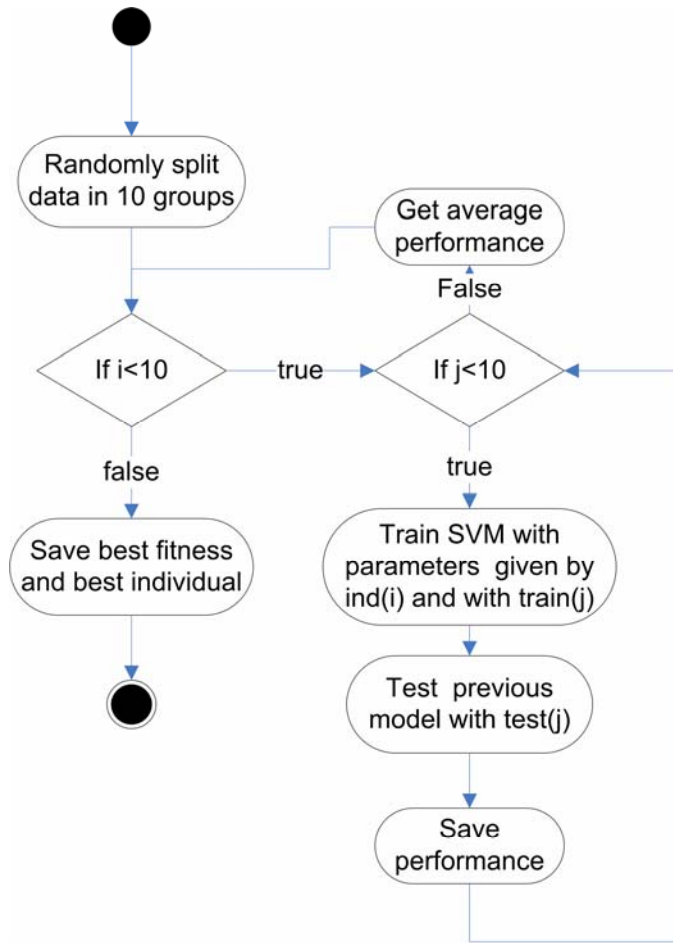 Randomly split
data in 10 groups
Get average
performance
False
If i<10
true
If j<10
false
true
Save best fitness
and best individual
Train SVM with
parameters given by
ind(i) and with train(j)
Test previous
model with test(j)
Save
performance